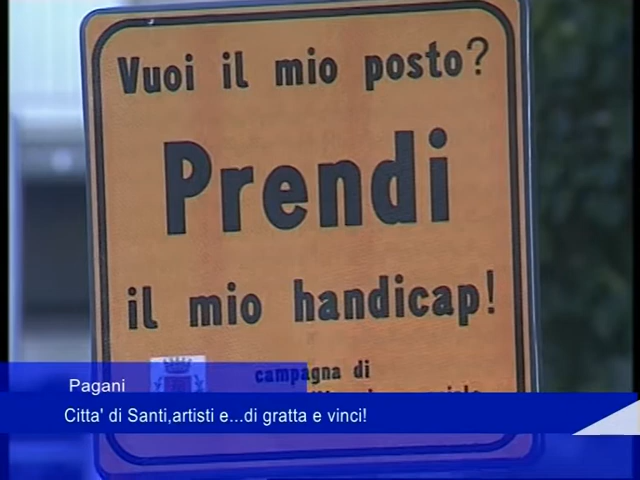 Vuoi il mio posto?
Prendi
il mio handicap!
campagna di
Pagani
Citta' di Santi,artisti e...di gratta e vinci!